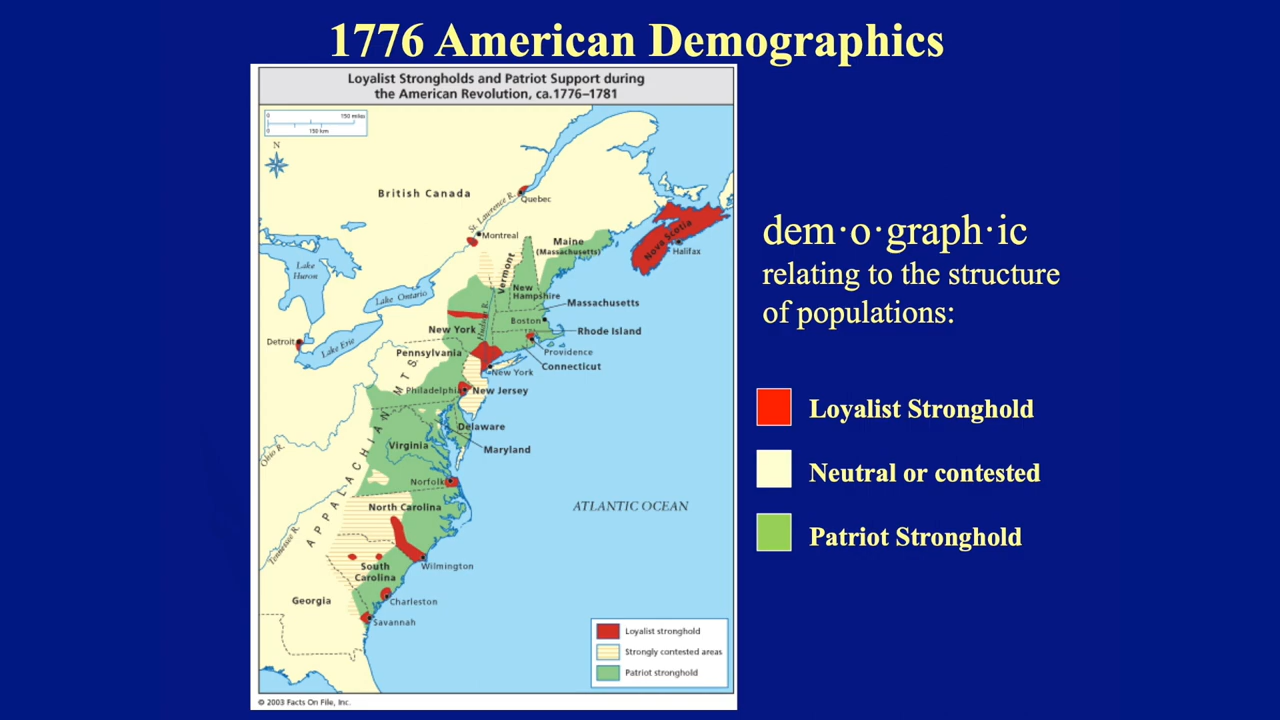 1776 American Demographics
Loyalist Strongholds and Patriot Support during
the American Revolution, ca.1776–1781
0 150 miles
0 150 km
N
British Canada
St. Lawrence R.
Quebec
Montreal
Maine
(Massachusetts)
Nova Scotia
Halifax
Lake
Huron
Vermont
Lake Ontario
New
Hampshire
Massachusetts
Hudson R.
Boston
New York
Rhode Island
Detroit
Lake Erie
Pennsylvania
Providence
Connecticut
New York
Philadelphia
New Jersey
APPALACHIAN MTS
Delaware
Virginia
Maryland
Ohio R.
Norfolk
North Carolina
ATLANTIC OCEAN
Tennessee R.
South
Carolina
Wilmington
Georgia
Charleston
Savannah
Loyalist stronghold
Strongly contested areas
Patriot stronghold
© 2003 Facts On File, Inc.
dem·o·graph·ic
relating to the structure
of populations:
Loyalist Stronghold
Neutral or contested
Patriot Stronghold